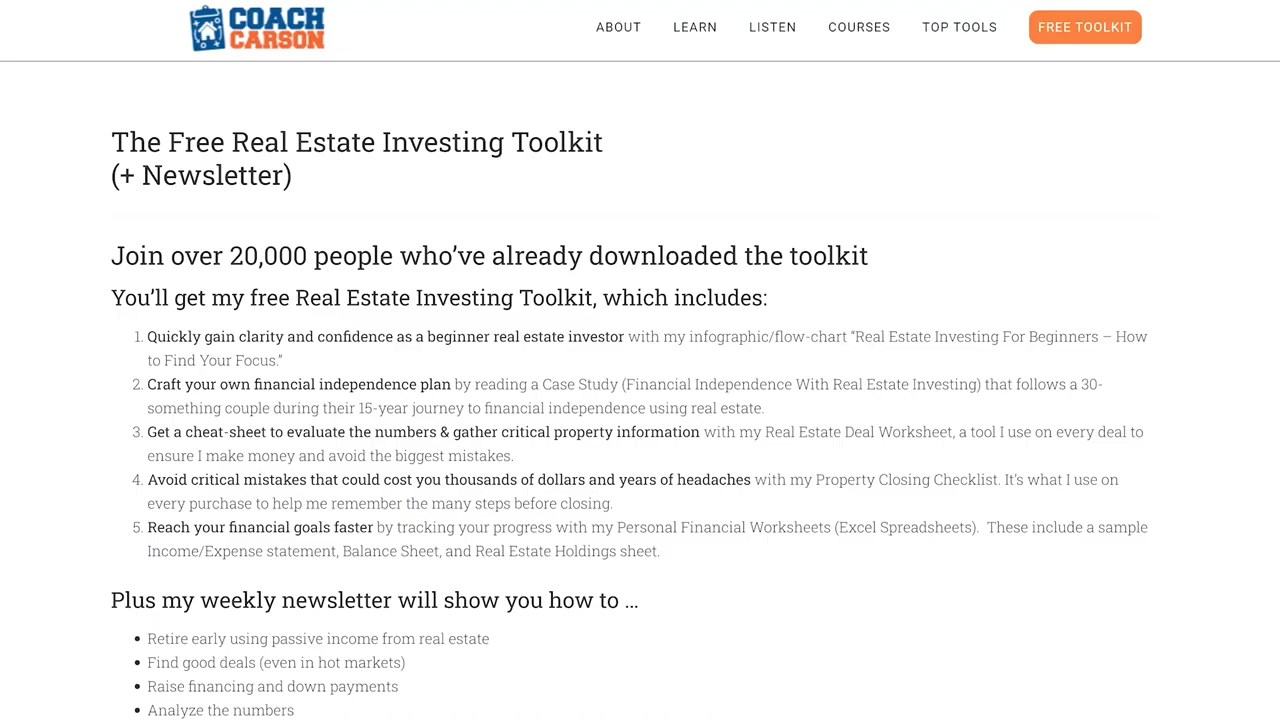 COACH
CARSON
ABOUT LEARN LISTEN COURSES TOP TOOLS FREE TOOLKIT
The Free Real Estate Investing Toolkit
(+ Newsletter)
Join over 20,000 people who’ve already downloaded the toolkit
You’ll get my free Real Estate Investing Toolkit, which includes:
1. Quickly gain clarity and confidence as a beginner real estate investor with my infographic/flow-chart “Real Estate Investing For Beginners – How
to Find Your Focus.”
2. Craft your own financial independence plan by reading a Case Study (Financial Independence With Real Estate Investing) that follows a 30-
something couple during their 15-year journey to financial independence using real estate.
3. Get a cheat-sheet to evaluate the numbers & gather critical property information with my Real Estate Deal Worksheet, a tool I use on every deal to
ensure I make money and avoid the biggest mistakes.
4. Avoid critical mistakes that could cost you thousands of dollars and years of headaches with my Property Closing Checklist. It’s what I use on
every purchase to help me remember the many steps before closing.
5. Reach your financial goals faster by tracking your progress with my Personal Financial Worksheets (Excel Spreadsheets).  These include a sample
Income/Expense statement, Balance Sheet, and Real Estate Holdings sheet.
Plus my weekly newsletter will show you how to …
• Retire early using passive income from real estate
• Find good deals (even in hot markets)
• Raise financing and down payments
• Analyze the numbers